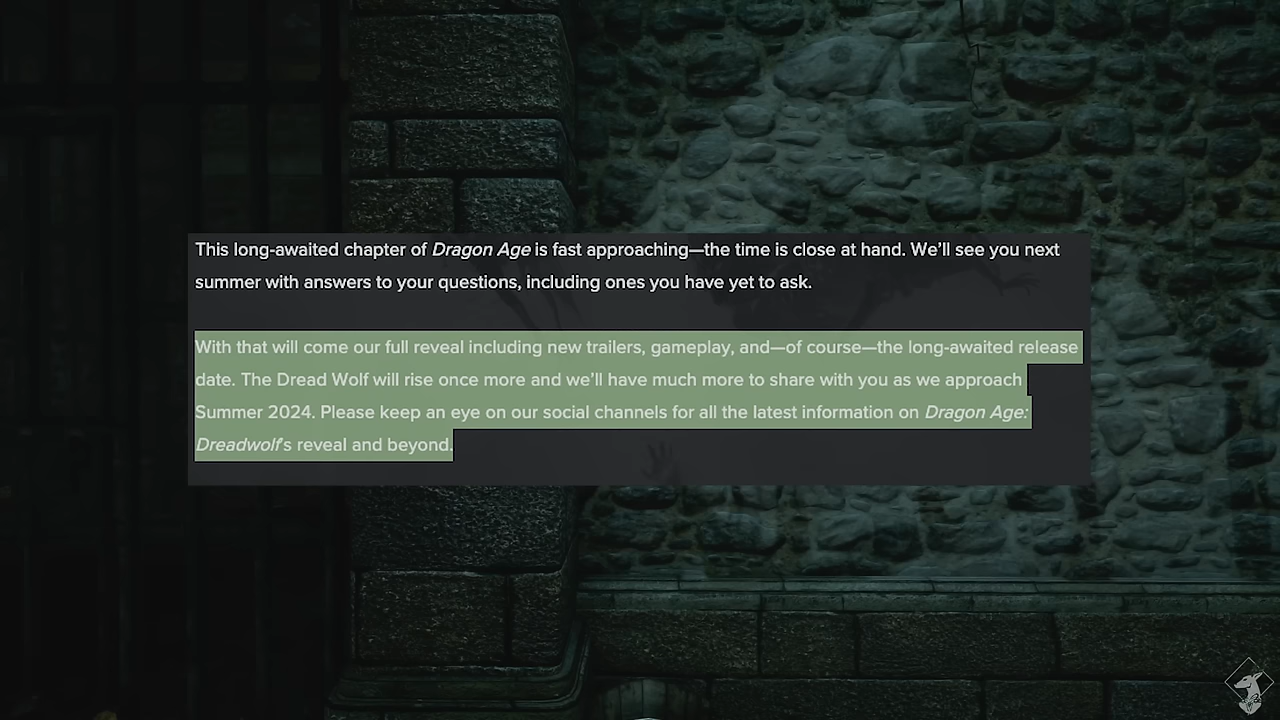 This long-awaited chapter of Dragon Age is fast approaching—the time is close at hand. We'll see you next
summer with answers to your questions, including ones you have yet to ask.
With that will come our full reveal including new trailers, gameplay, and—of course—the long-awaited release
date. The Dread Wolf will rise once more and we'll have much more to share with you as we approach
Summer 2024. Please keep an eye on our social channels for all the latest information on Dragon Age:
Dreadwolf's reveal and beyond.